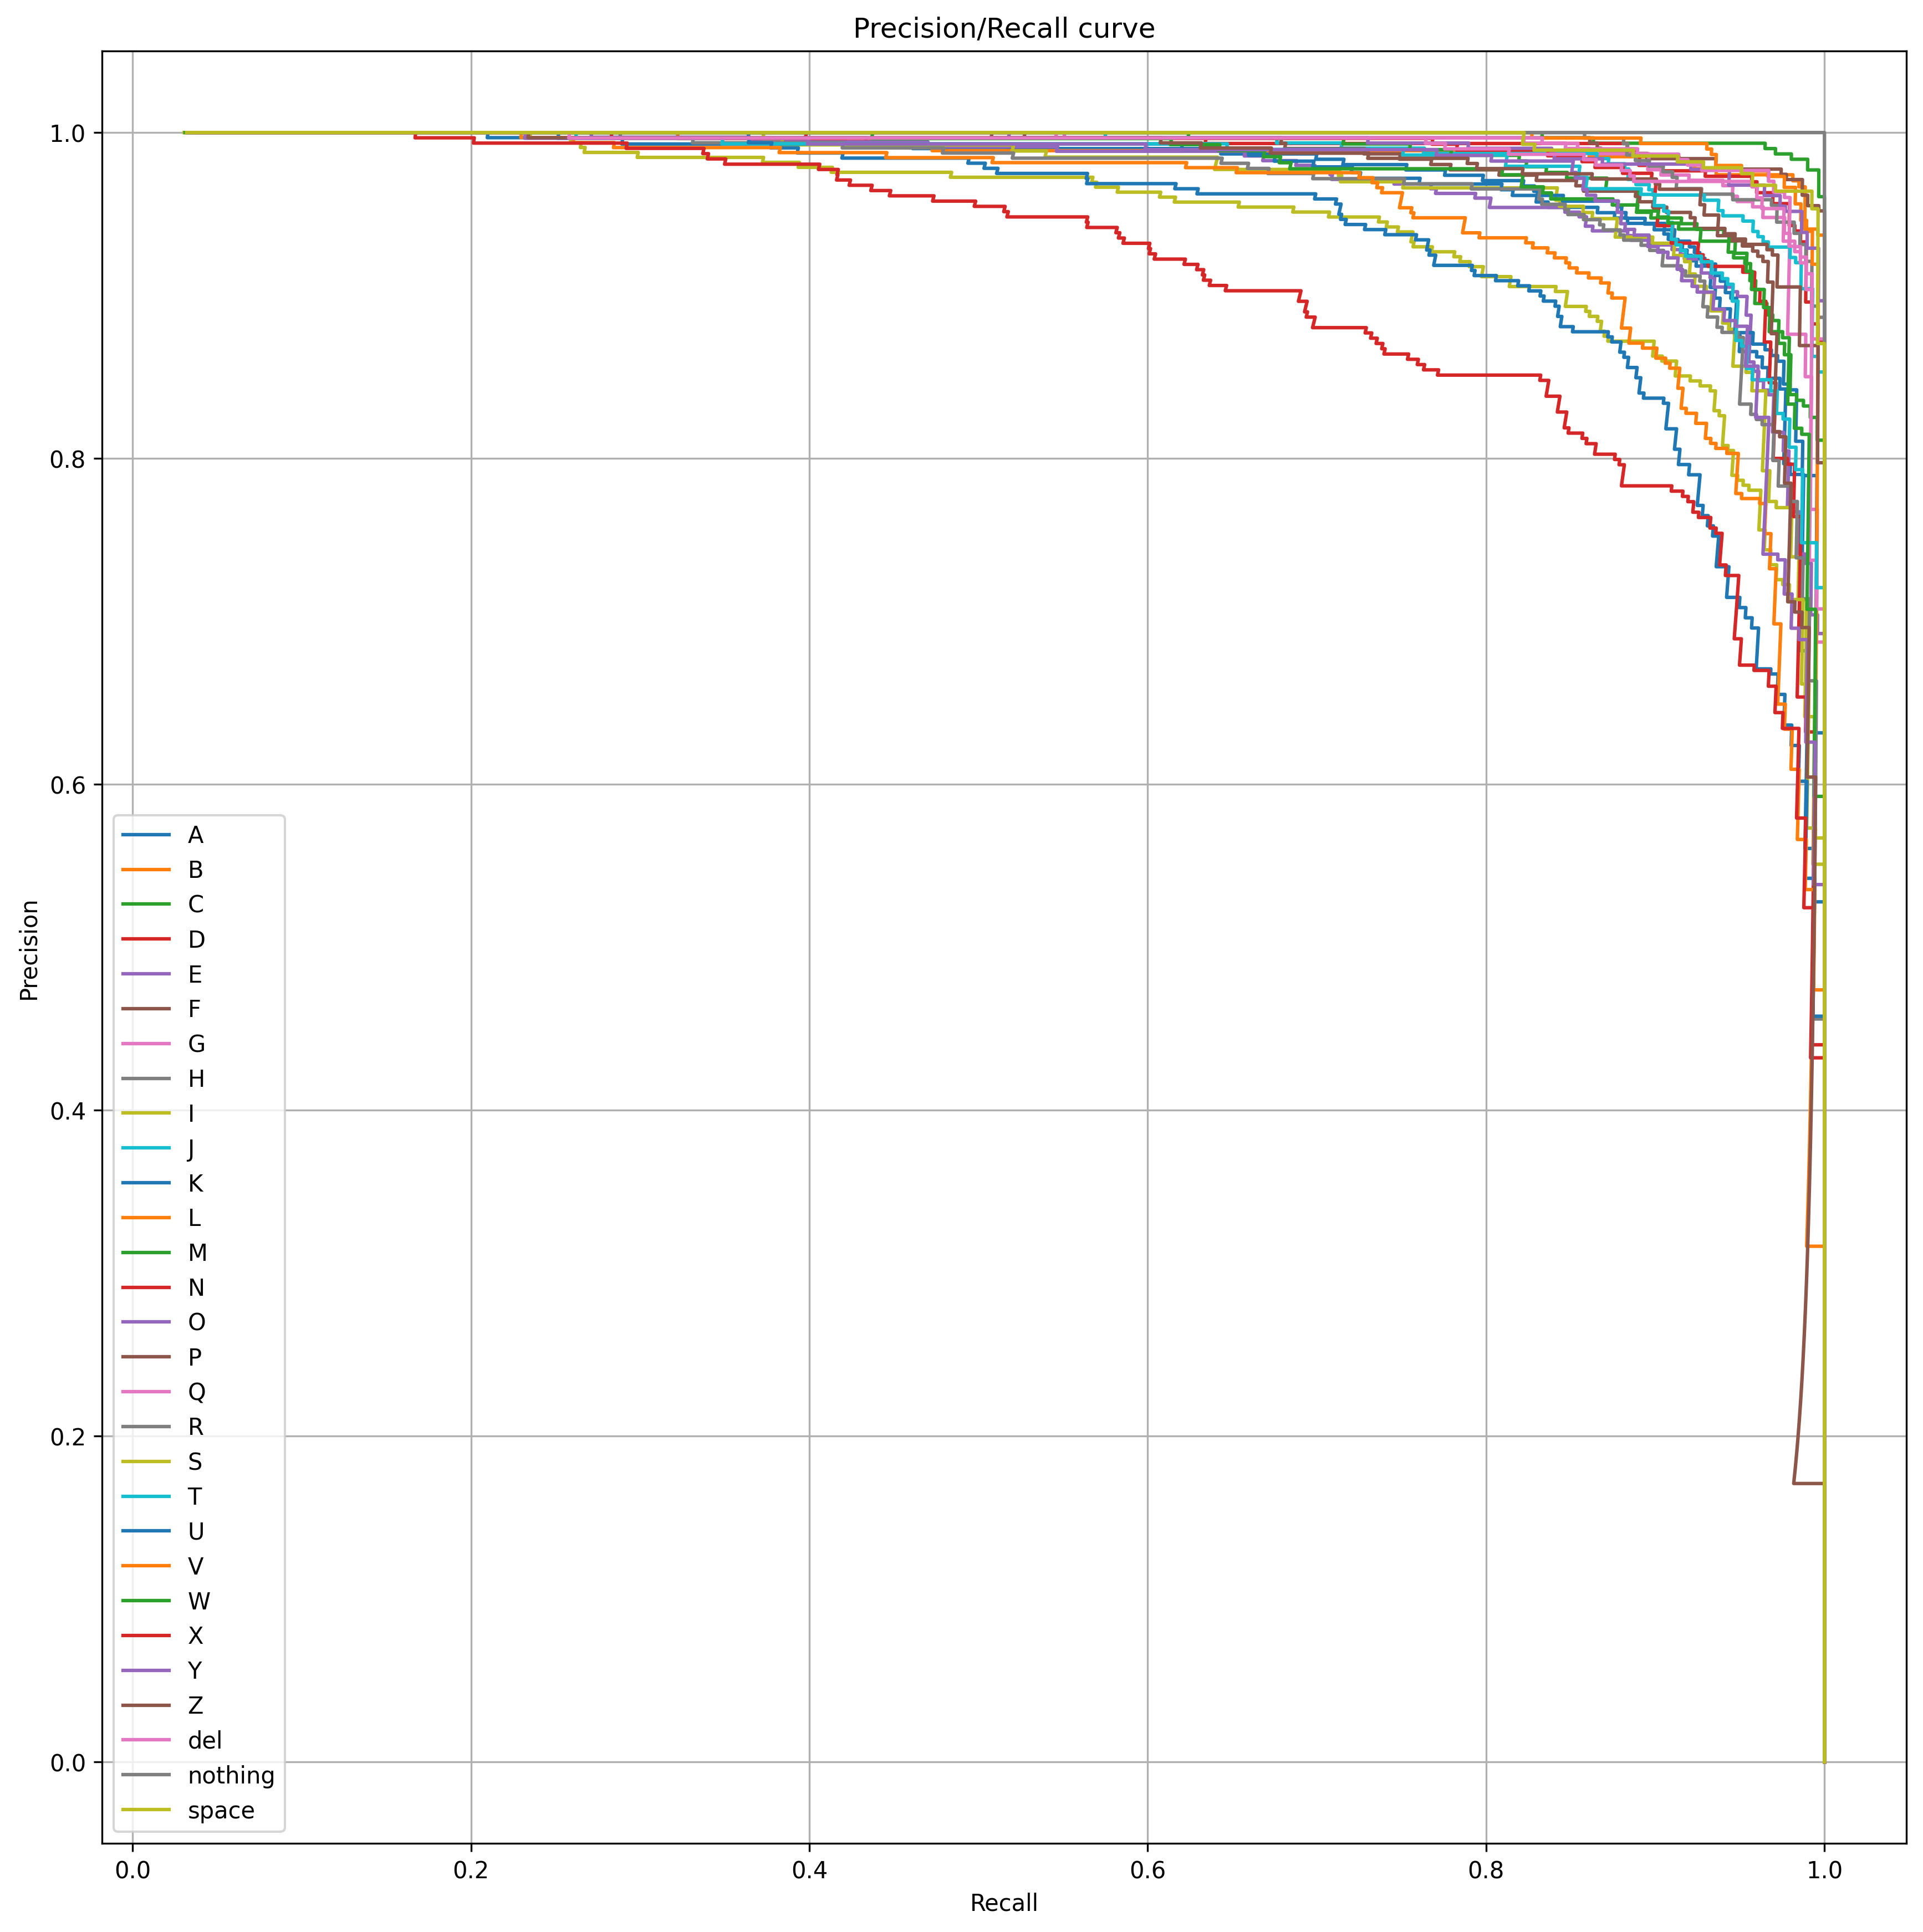 Precision/Recall curve
1.0
0.8
0.6
0.4
0.2
0.0
Precision
A
B
C
D
E
F
G
H
I
J
K
L
M
N
O
P
Q
R
S
T
U
V
W
X
Y
Z
del
nothing
space
0.0 0.2 0.4 0.6 0.8 1.0
Recall